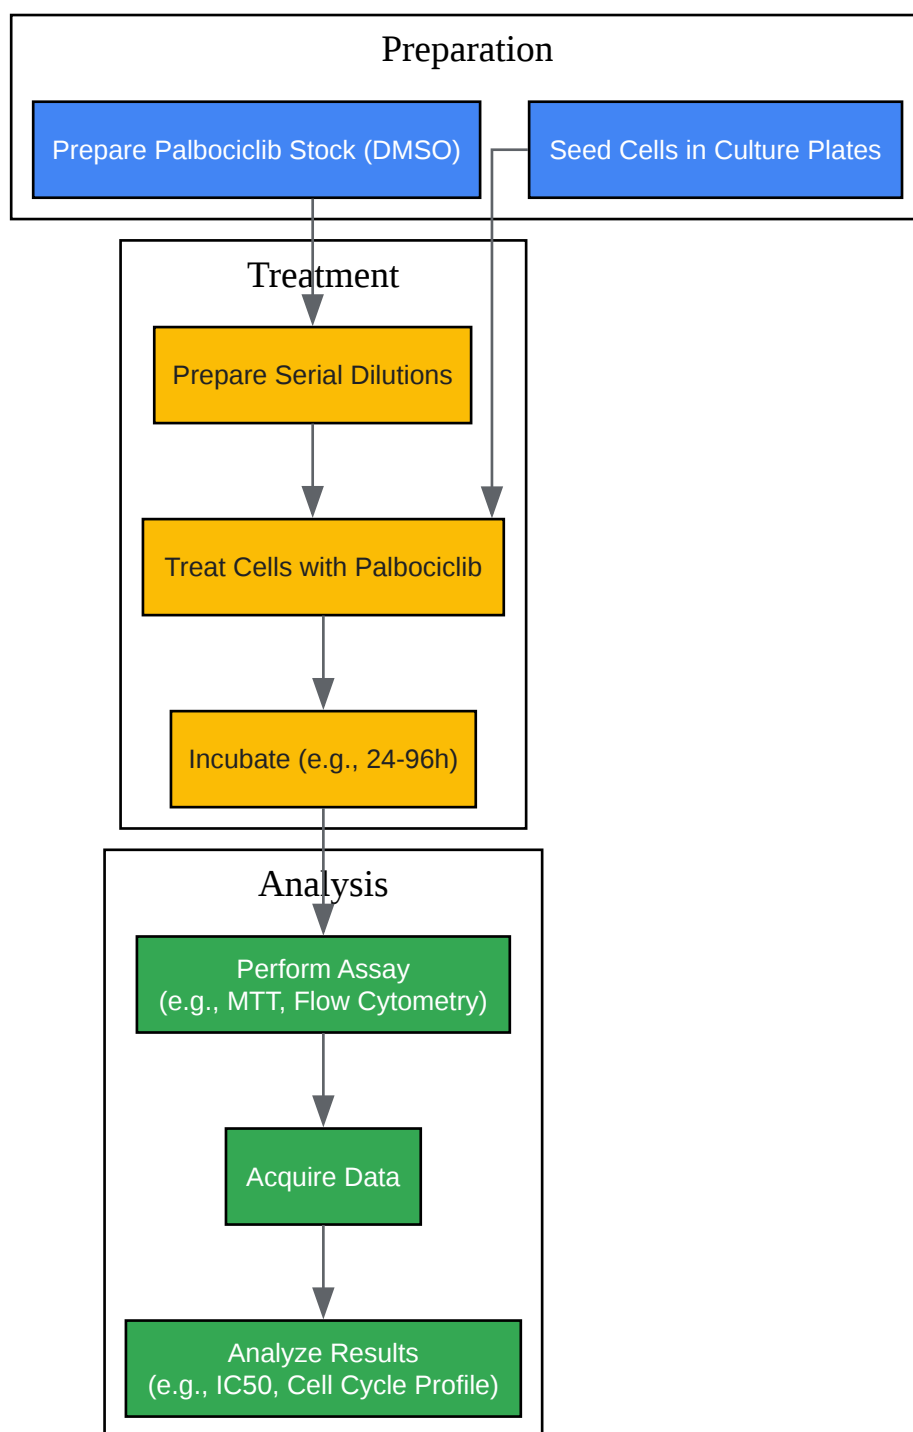 Preparation
Prepare Palbociclib Stock (DMSO)
Seed Cells in Culture Plates
Treatment
Prepare Serial Dilutions
Treat Cells with Palbociclib
Incubate (e.g., 24-96h)
Analysis
Perform Assay
(e.g., MTT, Flow Cytometry)
Acquire Data
Analyze Results
(e.g., IC50, Cell Cycle Profile)